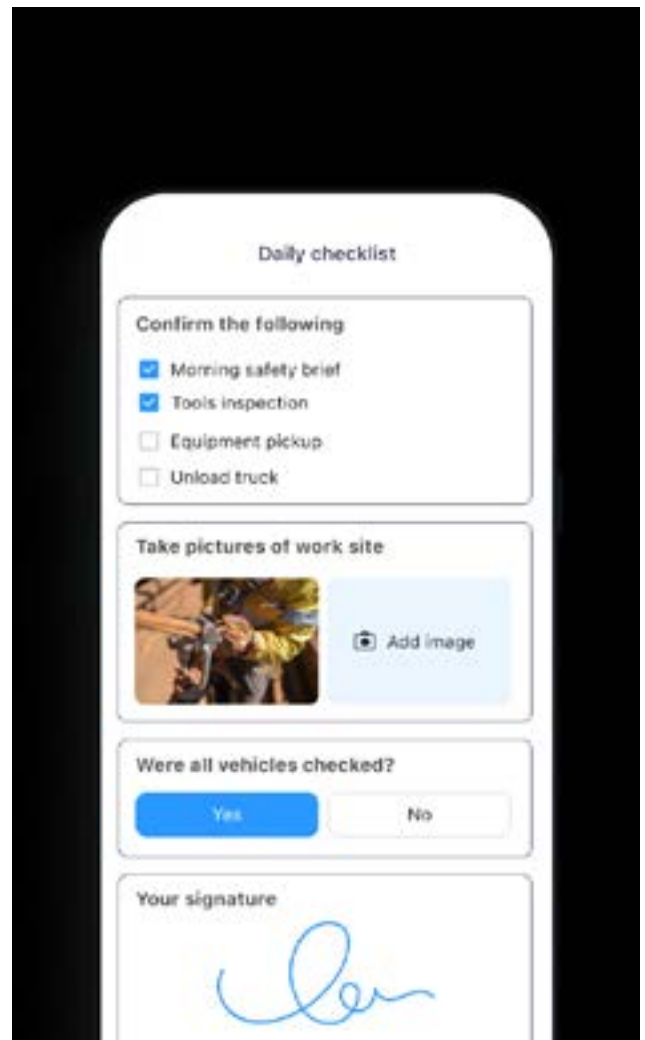 Daily checklist
Confirm the following
Morning safety brief
Tools inspection
Equipment pickup
Unload truck
Take pictures of work site
Add image
Were all vehicles checked?
Yes
No
Your signature